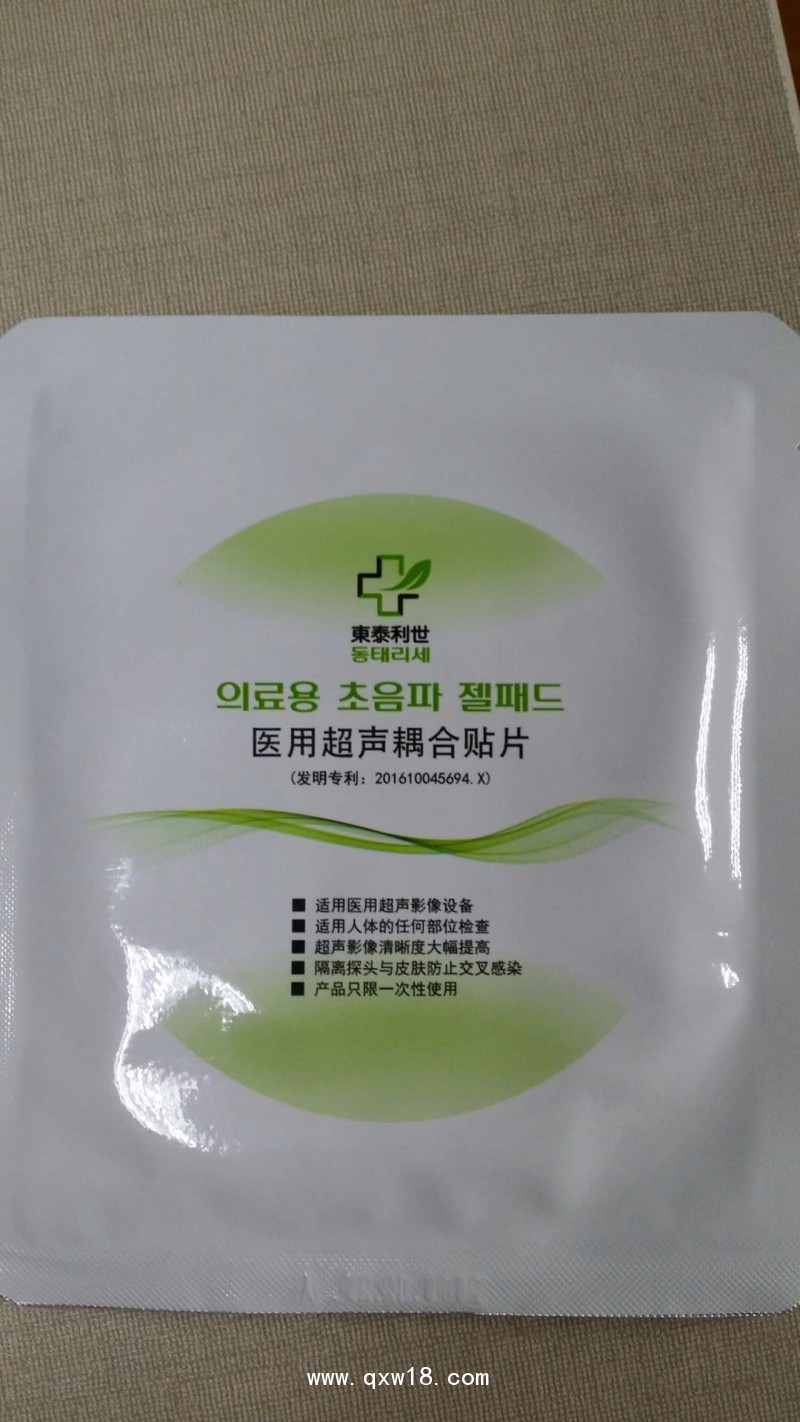 東泰利世
동태리세
의료용 초음파 젤패드
医用超声耦合贴片
(发明专利: 201610045694.X)
■ 适用医用超声影像设备
■ 适用人体的任何部位检查
■ 超声影像清晰度大幅提高
■ 隔离探头与皮肤防止交叉感染
■ 产品只限一次性使用
www.qxw18.com